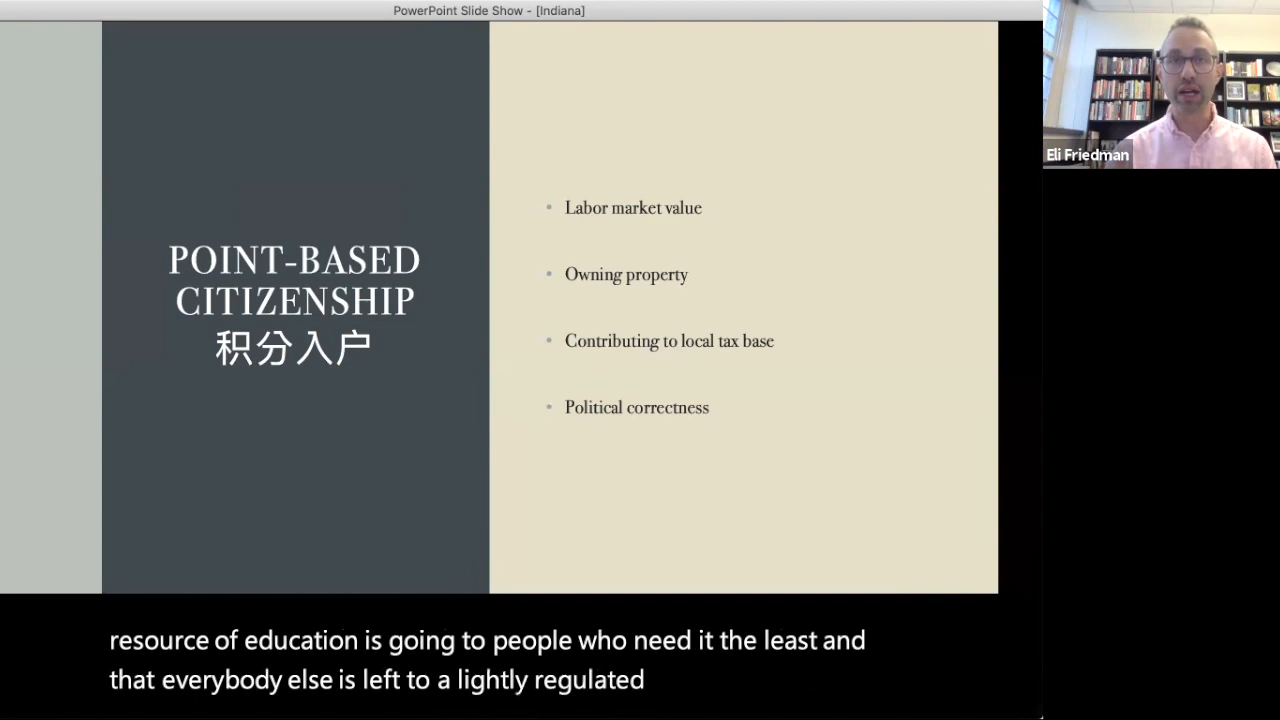 PowerPoint Slide Show - [Indiana]
POINT-BASED
CITIZENSHIP
积分入户
• Labor market value
• Owning property
• Contributing to local tax base
• Political correctness
Eli Friedman
resource of education is going to people who need it the least and
that everybody else is left to a lightly regulated